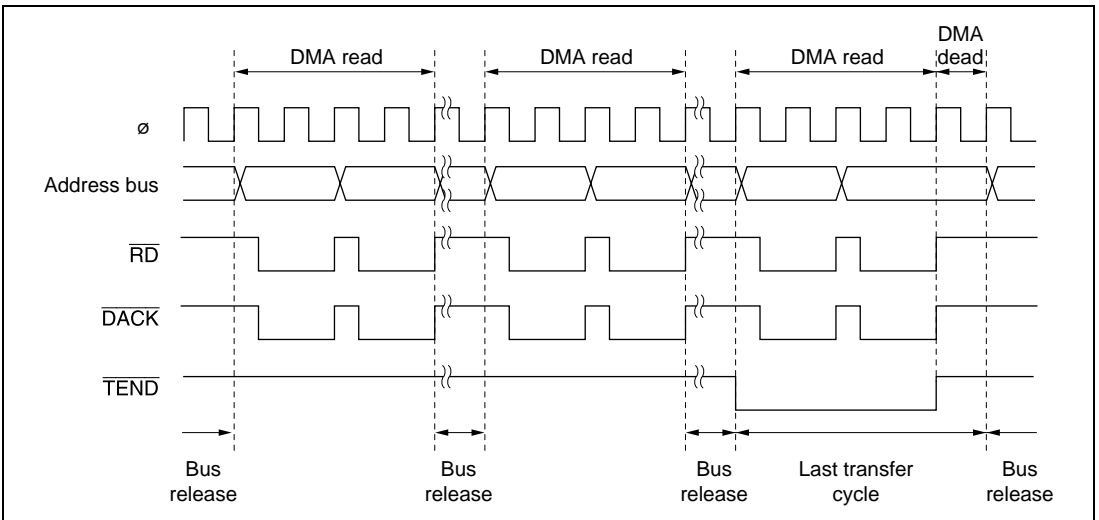 DMA
DMA read DMA read DMA read dead
ø
Address bus
RD
DACK
TEND
Bus Bus Bus Last transfer Bus
release release release cycle release